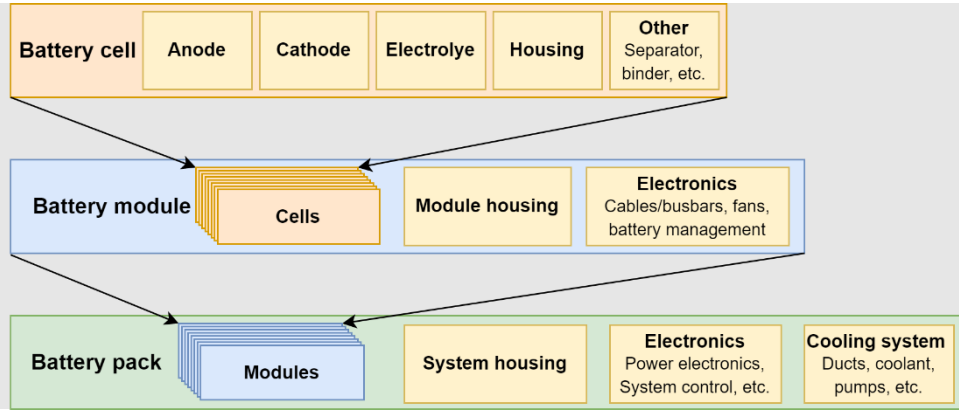 Battery cell
Anode
Cathode
Electrolye
Housing
Other
Separator,
binder, etc.
Battery module
Cells
Module housing
Electronics
Cables/busbars, fans,
battery management
Battery pack
Modules
System housing
Electronics
Power electronics,
System control, etc.
Cooling system
Ducts, coolant,
pumps, etc.